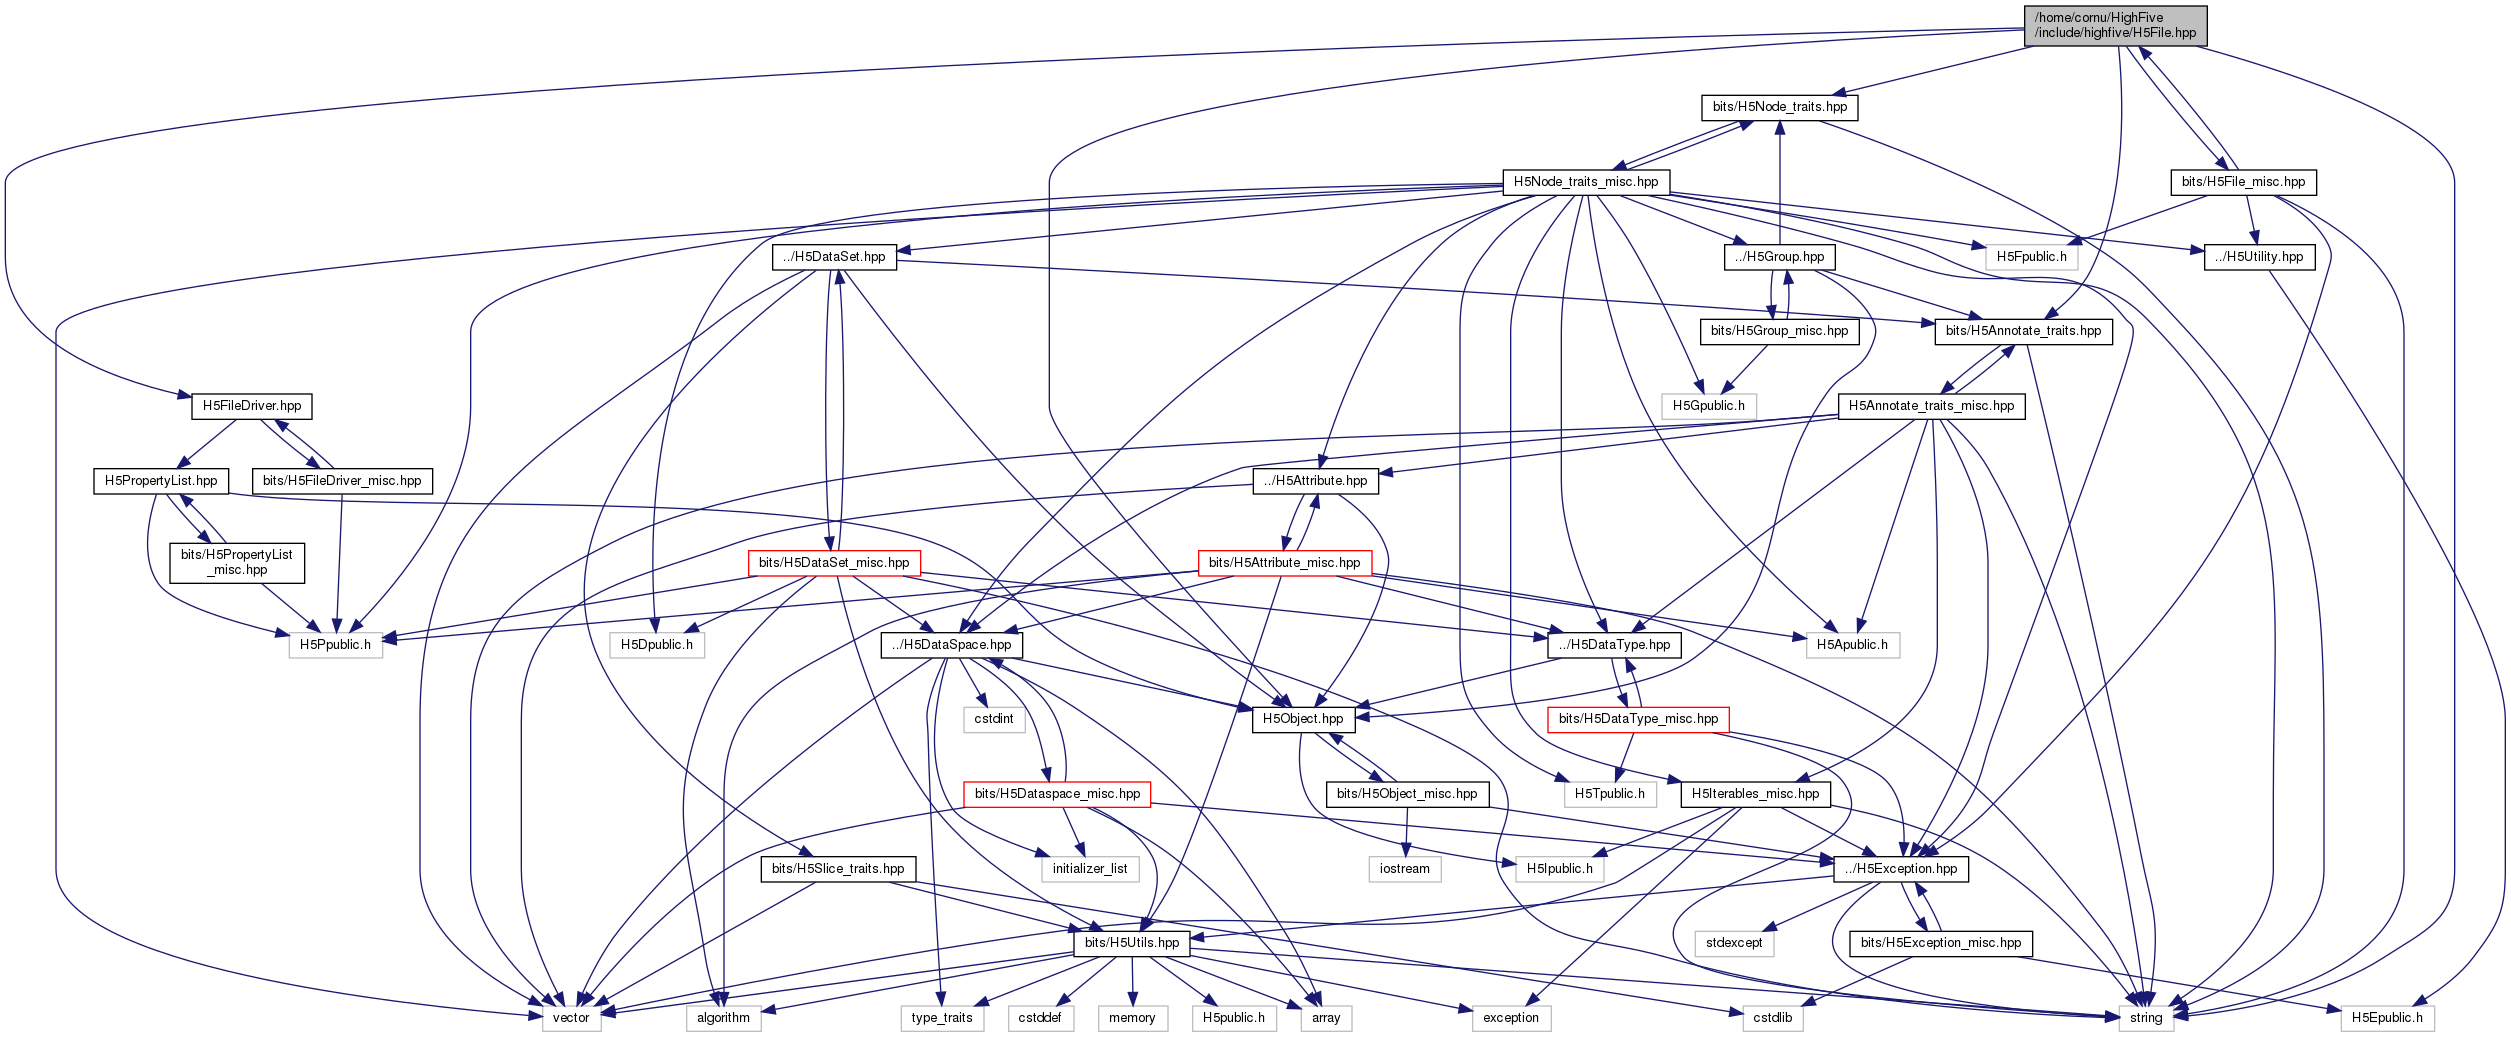 /home/cornu/HighFive
/include/highfive/H5File.hpp
bits/H5Node_traits.hpp
H5Node_traits_misc.hpp
bits/H5File_misc.hpp
../H5DataSet.hpp
../H5Group.hpp
H5Fpublic.h
../H5Utility.hpp
bits/H5Group_misc.hpp
bits/H5Annotate_traits.hpp
H5FileDriver.hpp
H5Gpublic.h
H5Annotate_traits_misc.hpp
H5PropertyList.hpp
bits/H5FileDriver_misc.hpp
../H5Attribute.hpp
bits/H5PropertyList
_misc.hpp
bits/H5DataSet_misc.hpp
bits/H5Attribute_misc.hpp
H5Ppublic.h
H5Dpublic.h
../H5DataSpace.hpp
../H5DataType.hpp
H5Apublic.h
cstdint
H5Object.hpp
bits/H5DataType_misc.hpp
bits/H5Dataspace_misc.hpp
bits/H5Object_misc.hpp
H5Tpublic.h
H5Iterables_misc.hpp
bits/H5Slice_traits.hpp
initializer_list
iostream
H5Ipublic.h
../H5Exception.hpp
bits/H5Utils.hpp
stdexcept
bits/H5Exception_misc.hpp
vector
algorithm
type_traits
cstddef
memory
H5public.h
array
exception
cstdlib
string
H5Epublic.h